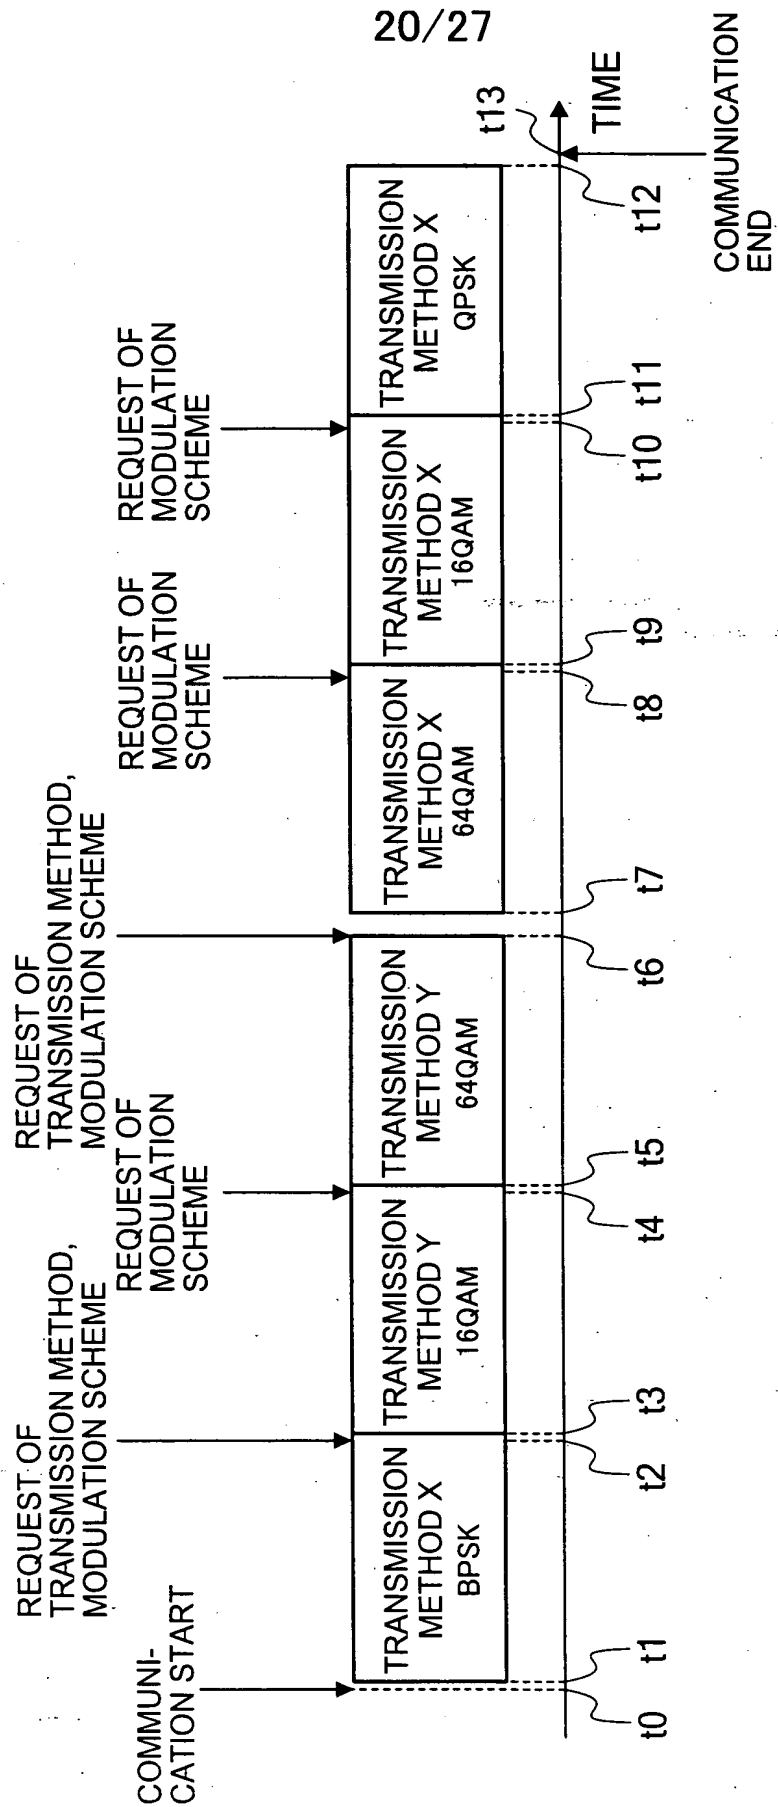 20/27
COMMUNI-
CATION START
REQUEST OF
TRANSMISSION METHOD,
MODULATION SCHEME
REQUEST OF
MODULATION
SCHEME
REQUEST OF
TRANSMISSION METHOD,
MODULATION SCHEME
REQUEST OF
MODULATION
SCHEME
REQUEST OF
MODULATION
SCHEME
TRANSMISSION
METHOD X
BPSK
TRANSMISSION
METHOD Y
16QAM
TRANSMISSION
METHOD Y
64QAM
TRANSMISSION
METHOD X
64QAM
TRANSMISSION
METHOD X
16QAM
TRANSMISSION
METHOD X
QPSK
t0
t1
t2
t3
t4
t5
t6
t7
t8
t9
t10
t11
t12
t13
TIME
COMMUNICATION
END